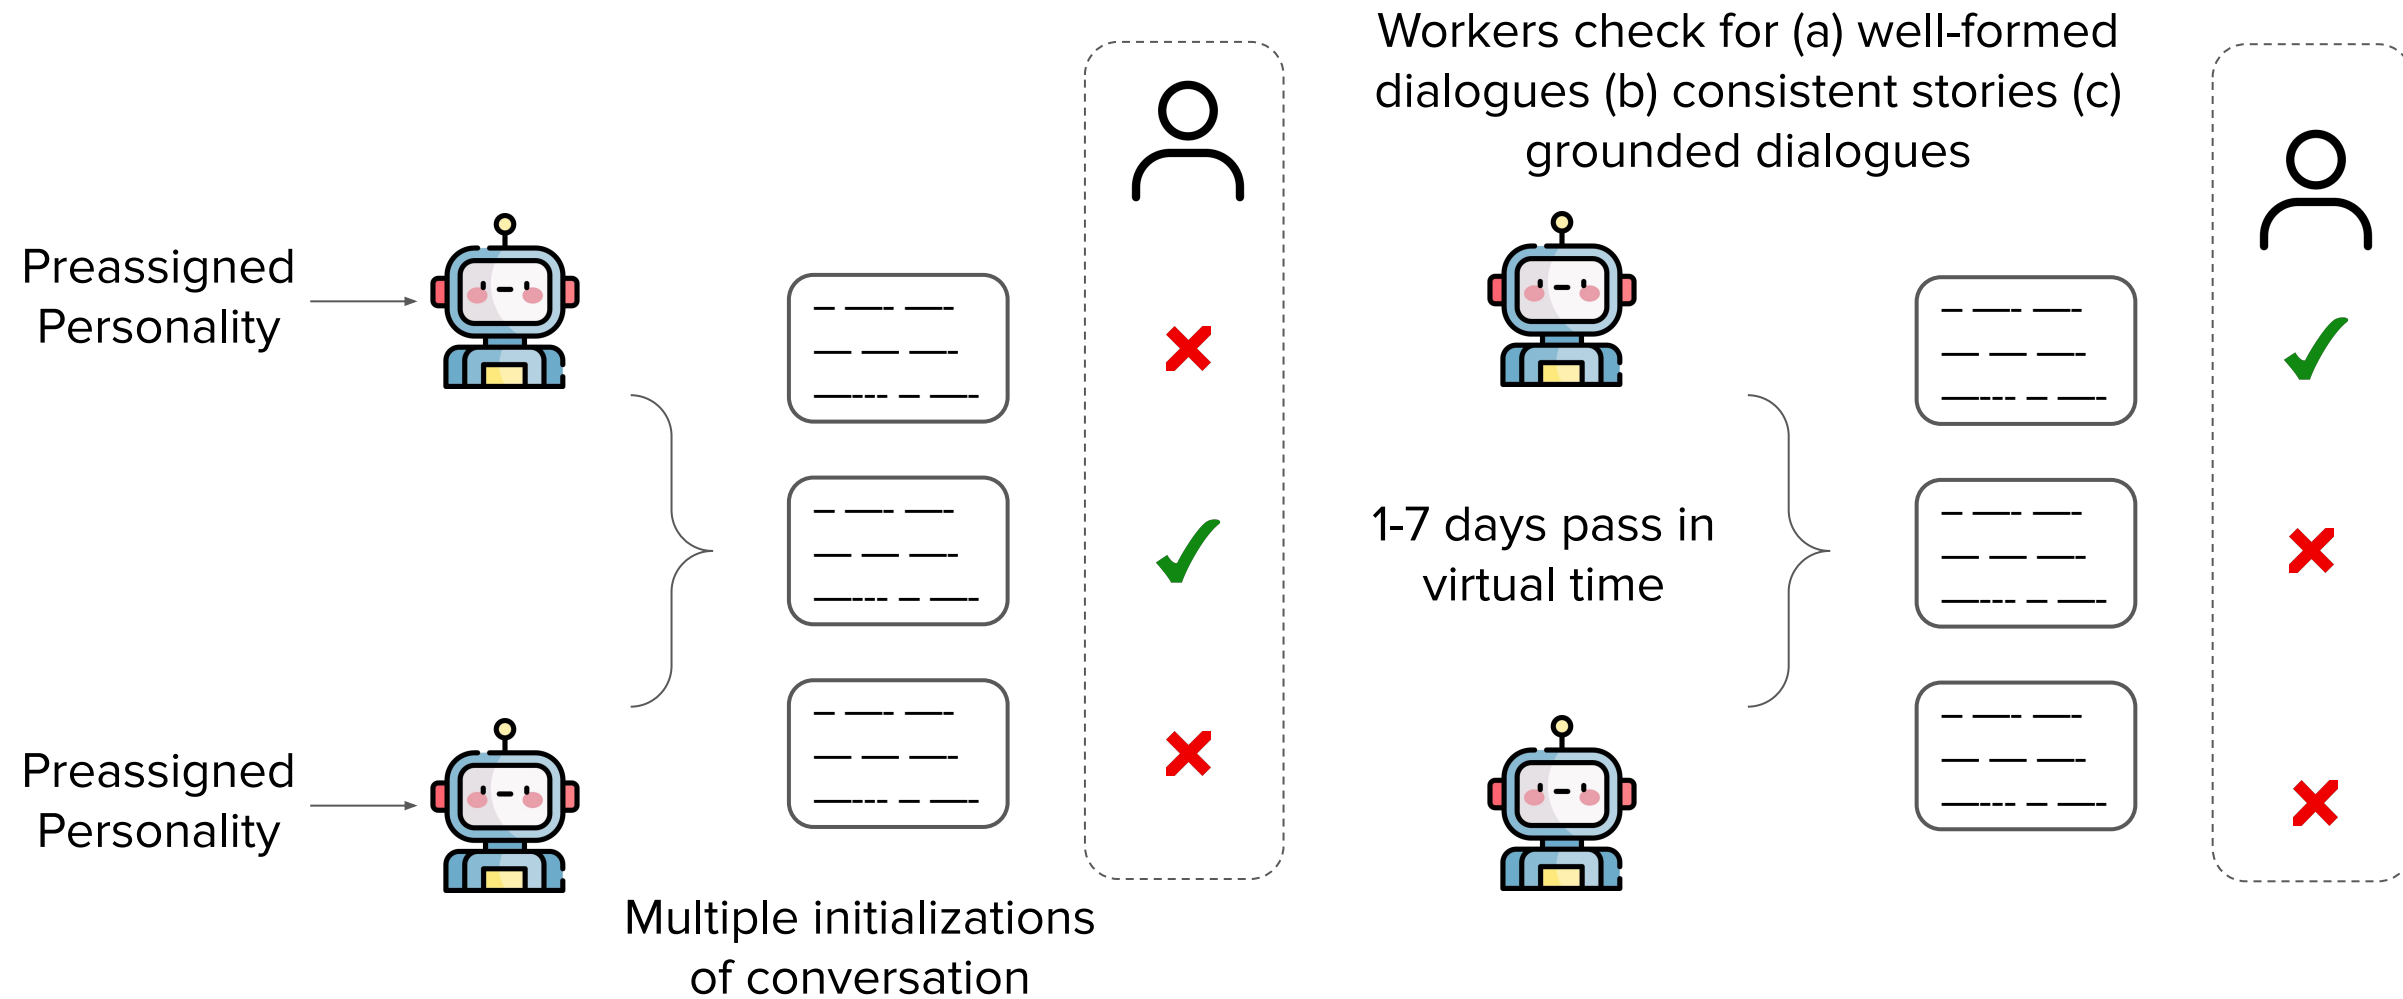 Preassigned
Personality
Preassigned
Personality
Multiple initializations
of conversation
Workers check for (a) well-formed
dialogues (b) consistent stories (c)
grounded dialogues
1-7 days pass in
virtual time